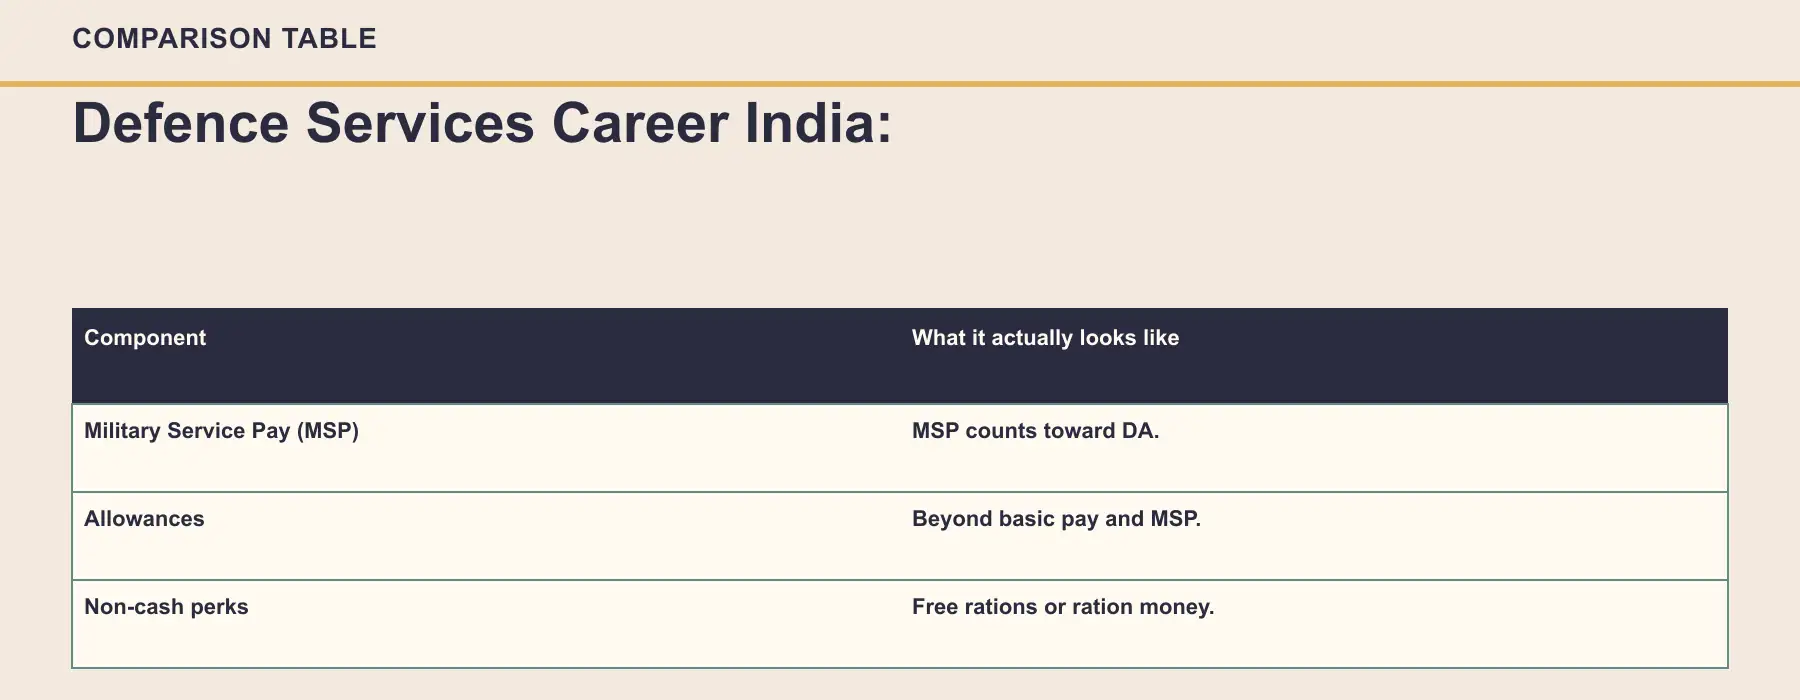 COMPARISON TABLE
Defence Services Career India:
Component What it actually looks like
Military Service Pay (MSP) MSP counts toward DA.
Allowances Beyond basic pay and MSP.
Non-cash perks Free rations or ration money.